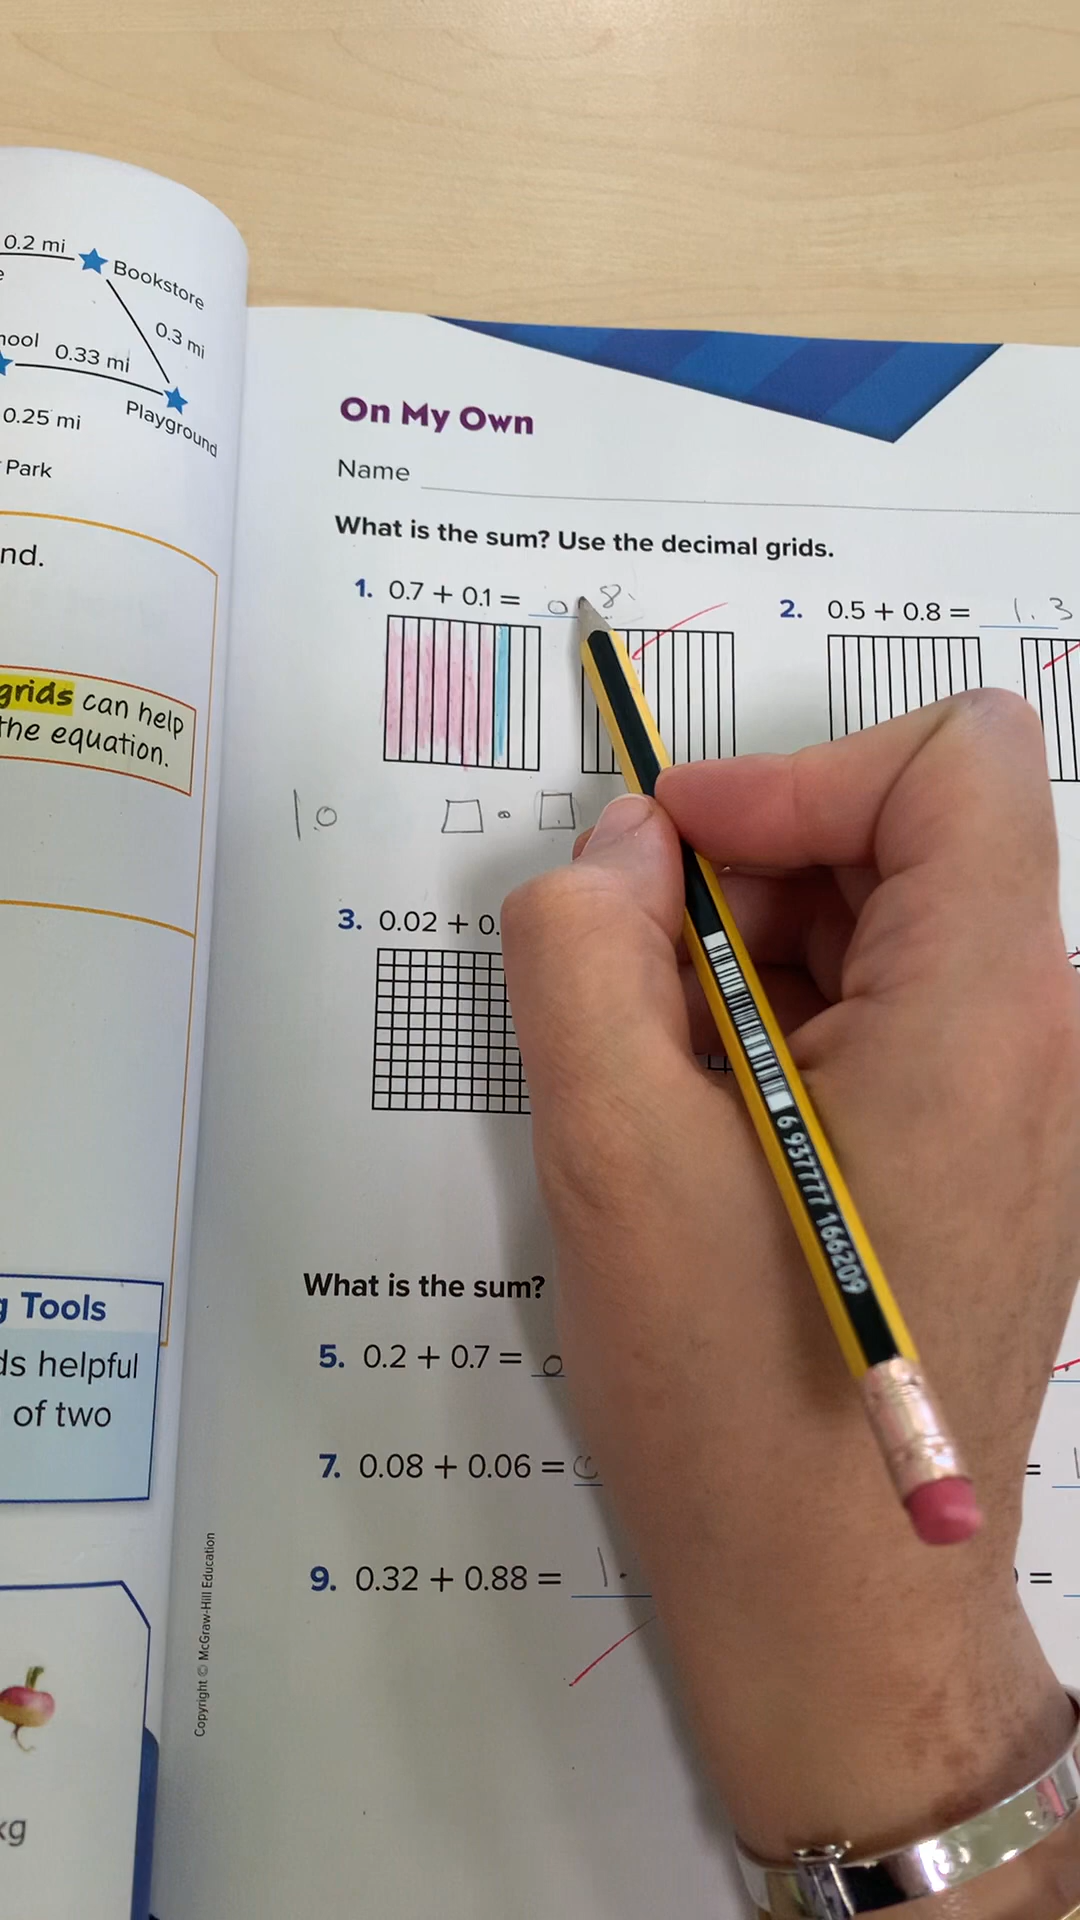 0.2 mi
Bookstore
0.3 mi
0.33 mi
0.25 mi
Playground
Park
nd.
grids can help
the equation.
g Tools
ds helpful
of two
kg
Copyright © McGraw-Hill Education
On My Own
Name
What is the sum? Use the decimal grids.
1. 0.7 + 0.1 = 0.8
2. 0.5 + 0.8 = 1.3
1.0
3. 0.02 + 0.
What is the sum?
5. 0.2 + 0.7 = 0
7. 0.08 + 0.06 =
=
9. 0.32 + 0.88 = 1.
=
6 937777 166209